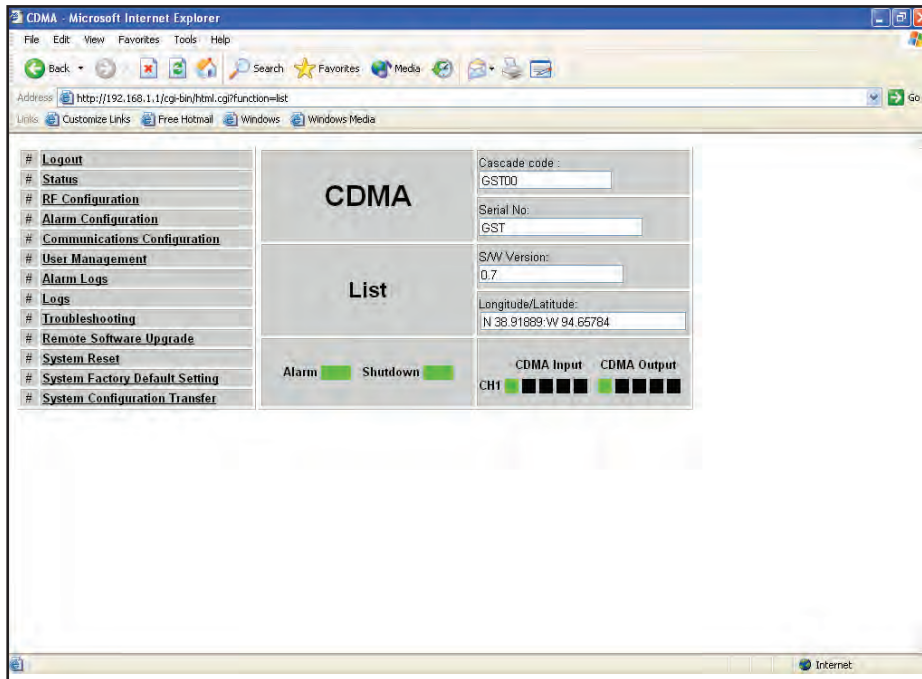 CDMA - Microsoft Internet Explorer
File Edit View Favorites Tools Help
Back Search Favorites Media
Address http://192.168.1.1/cgi-bin/html.cgi?function=list Go
Links Customize Links Free Hotmail Windows Windows Media
# Logout
# Status
# RF Configuration
# Alarm Configuration
# Communications Configuration
# User Management
# Alarm Logs
# Logs
# Troubleshooting
# Remote Software Upgrade
# System Reset
# System Factory Default Setting
# System Configuration Transfer
CDMA
List
Alarm Shutdown
Cascade code :
GST00
Serial No:
GST
S/W Version:
0.7
Longitude/Latitude:
N 38.91889:W 94.65784
CDMA Input CDMA Output
CH1
Internet